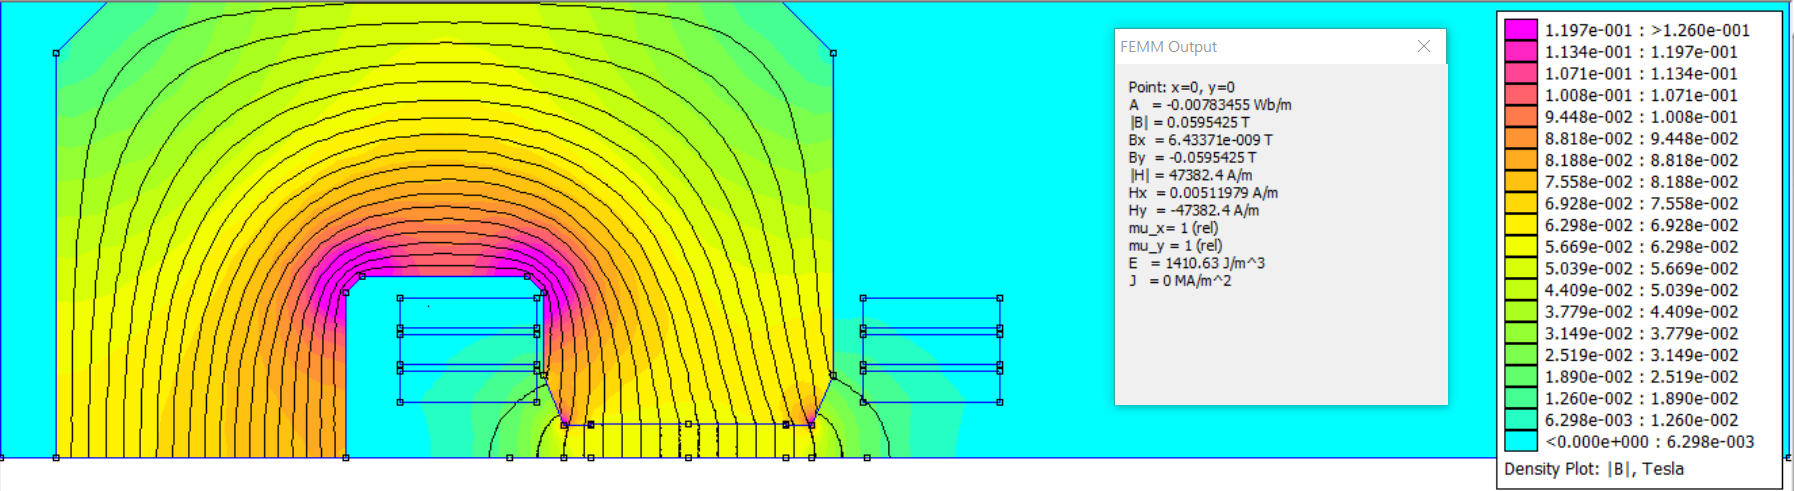 FEMM Output
Point: x=0, y=0
A = -0.00783455 Wb/m
|B| = 0.0595425 T
Bx = 6.43371e-009 T
By = -0.0595425 T
|H| = 47382.4 A/m
Hx = 0.00511979 A/m
Hy = -47382.4 A/m
mu_x= 1 (rel)
mu_y = 1 (rel)
E = 1410.63 J/m^3
J = 0 MA/m^2
1.197e-001 : >1.260e-001
1.134e-001 : 1.197e-001
1.071e-001 : 1.134e-001
1.008e-001 : 1.071e-001
9.448e-002 : 1.008e-001
8.818e-002 : 9.448e-002
8.188e-002 : 8.818e-002
7.558e-002 : 8.188e-002
6.928e-002 : 7.558e-002
6.298e-002 : 6.928e-002
5.669e-002 : 6.298e-002
5.039e-002 : 5.669e-002
4.409e-002 : 5.039e-002
3.779e-002 : 4.409e-002
3.149e-002 : 3.779e-002
2.519e-002 : 3.149e-002
1.890e-002 : 2.519e-002
1.260e-002 : 1.890e-002
6.298e-003 : 1.260e-002
<0.000e+000 : 6.298e-003
Density Plot: |B|, Tesla